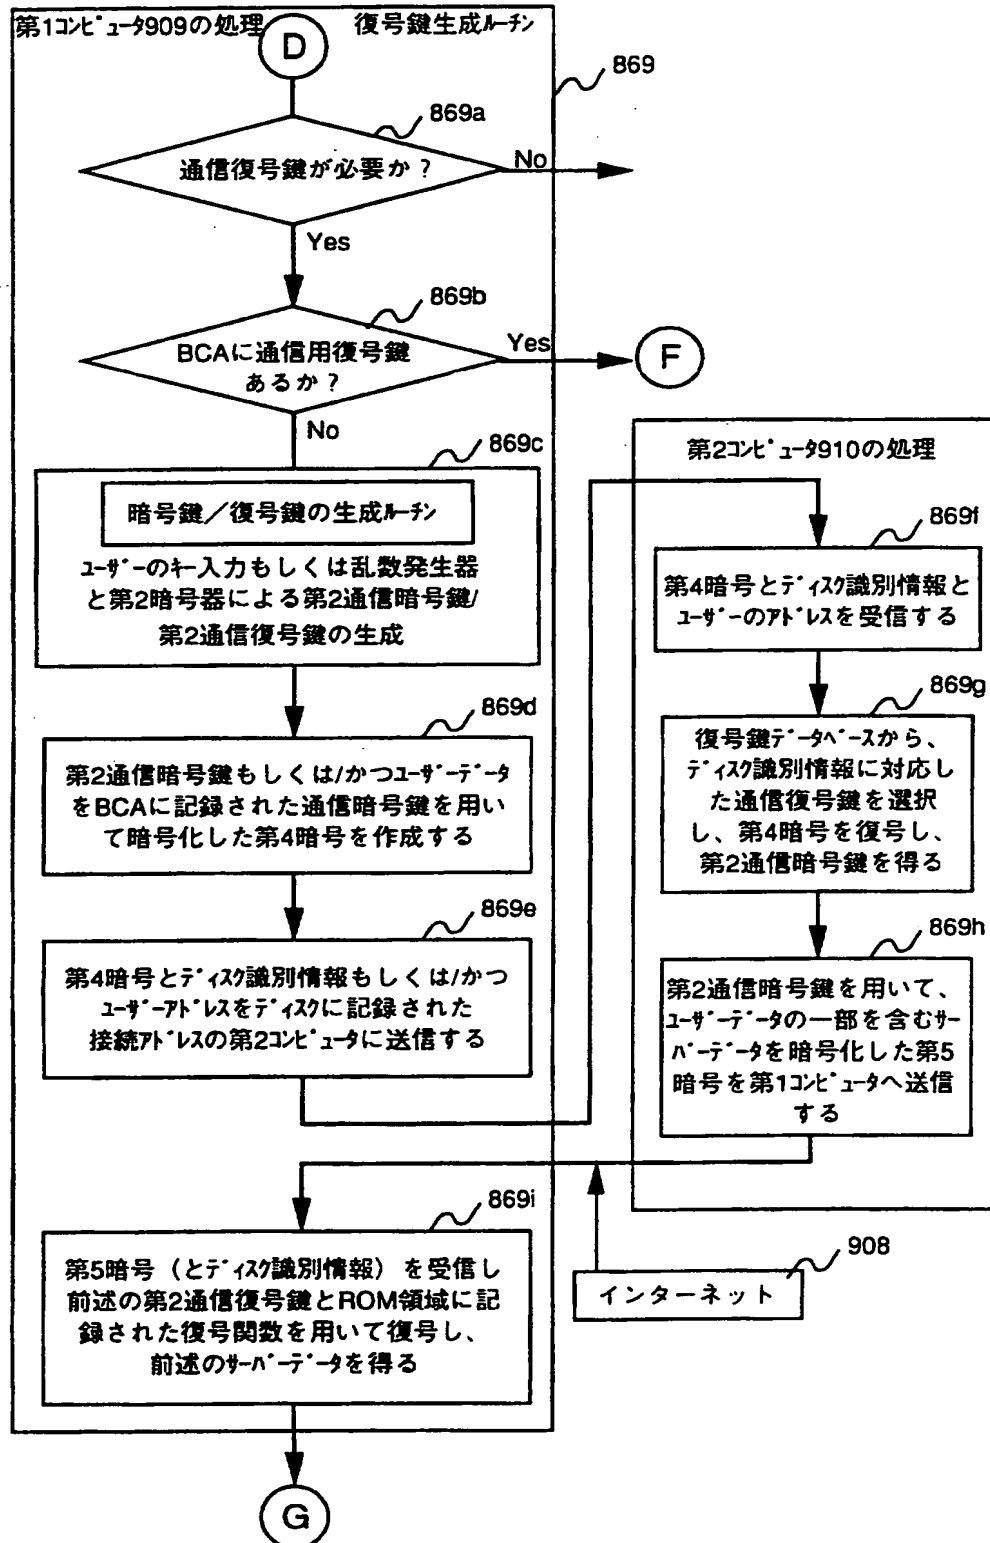 第1コンピュータ909の処理 復号鍵生成ルーチン
D
869
869a
通信復号鍵が必要か?
No
Yes
869b
BCAに通信用復号鍵
あるか?
Yes
F
No
869c
暗号鍵/復号鍵の生成ルーチン
ユーザーのキー入力もしくは乱数発生器
と第2暗号器による第2通信暗号鍵/
第2通信復号鍵の生成
869d
第2通信暗号鍵もしくは/かつユーザーデータ
をBCAに記録された通信暗号鍵を用い
て暗号化した第4暗号を作成する
869e
第4暗号とディスク識別情報もしくは/かつ
ユーザーアドレスをディスクに記録された
接続アドレスの第2コンピュータに送信する
第2コンピュータ910の処理
869f
第4暗号とディスク識別情報と
ユーザーのアドレスを受信する
869g
復号鍵データベースから、
ディスク識別情報に対応し
た通信復号鍵を選択
し、第4暗号を復号し、
第2通信暗号鍵を得る
869h
第2通信暗号鍵を用いて、
ユーザーデータの一部を含むサー
バーデータを暗号化した第5
暗号を第1コンピュータへ送信
する
869i
第5暗号(とディスク識別情報)を受信し
前述の第2通信復号鍵とROM領域に記
録された復号関数を用いて復号し、
前述のサーバーデータを得る
908
インターネット
G